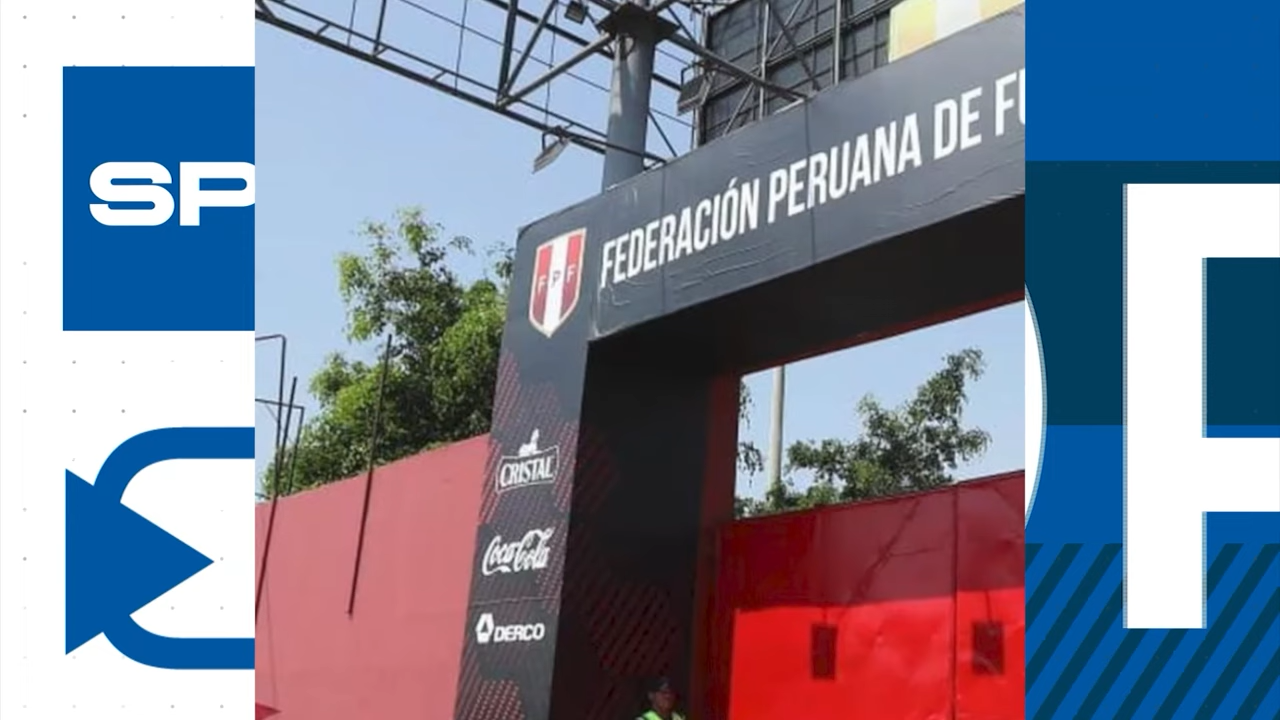 SP
FEDERACIÓN PERUANA DE FU
FPF
CRISTAL
Coca-Cola
DERCO